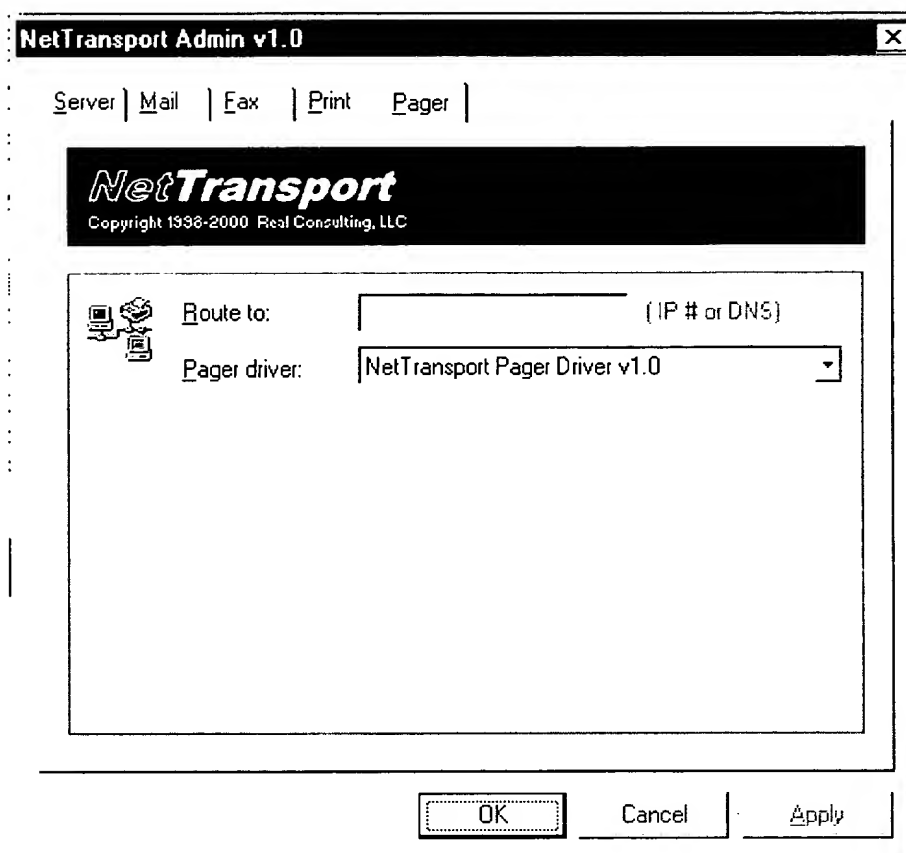 NetTransport Admin v1.0
Server Mail Fax Print Pager
NetTransport
Copyright 1998-2000 Real Consulting, LLC
Route to: (IP # or DNS)
Pager driver: NetTransport Pager Driver v1.0
OK Cancel Apply